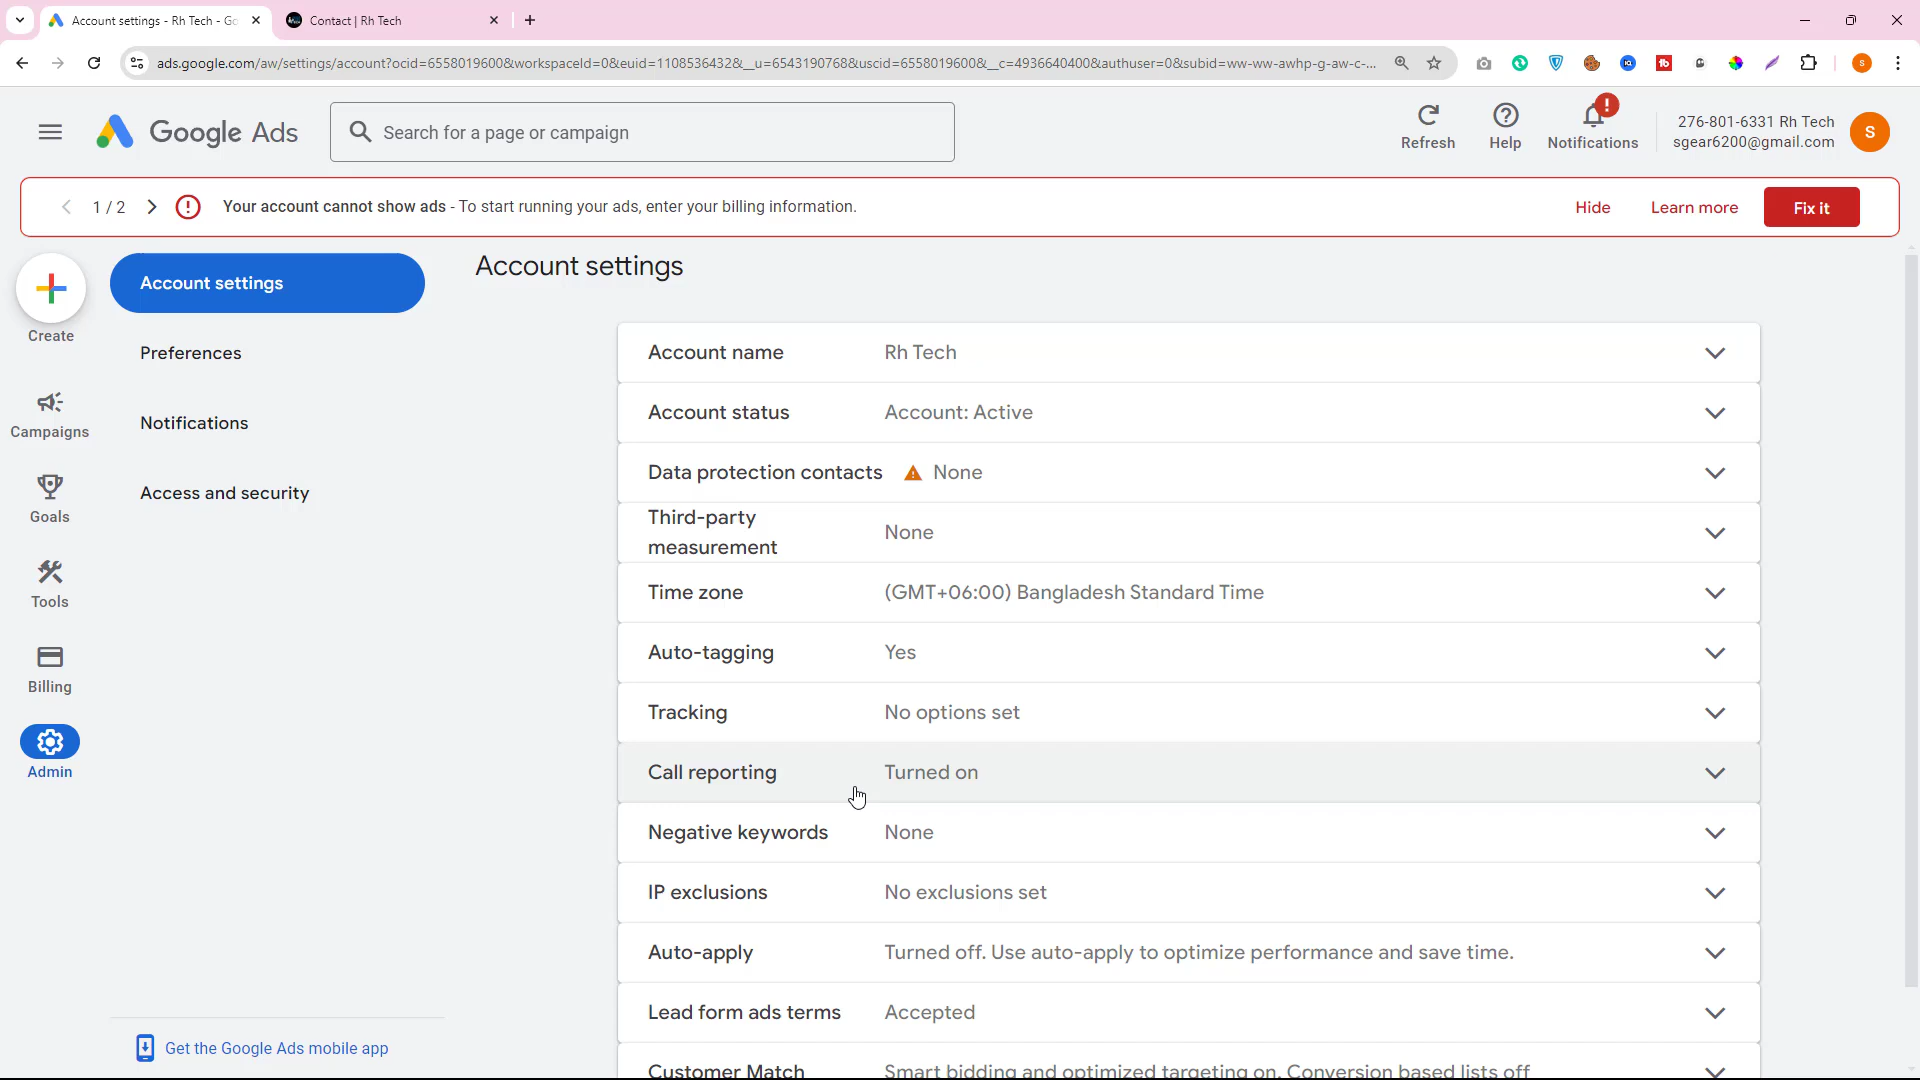 Account settings - Rh Tech - Go
Contact | Rh Tech
ads.google.com/aw/settings/account?ocid=6558019600&workspaceId=0&euid=1108536432&__u=6543190768&uscid=6558019600&__c=4936640400&authuser=0&subid=ww-ww-awhp-g-aw-c-...
S
Google Ads
Search for a page or campaign
Refresh
Help
!
Notifications
276-801-6331 Rh Tech
sgear6200@gmail.com
S
1 / 2
Your account cannot show ads - To start running your ads, enter your billing information.
Hide
Learn more
Fix it
Create
Campaigns
Goals
Tools
Billing
Admin
Account settings
Preferences
Notifications
Access and security
Get the Google Ads mobile app
Account settings
Account name Rh Tech
Account status Account: Active
Data protection contacts None
Third-party
measurement None
Time zone (GMT+06:00) Bangladesh Standard Time
Auto-tagging Yes
Tracking No options set
Call reporting Turned on
Negative keywords None
IP exclusions No exclusions set
Auto-apply Turned off. Use auto-apply to optimize performance and save time.
Lead form ads terms Accepted
Customer Match Smart bidding and optimized targeting on. Conversion based lists off